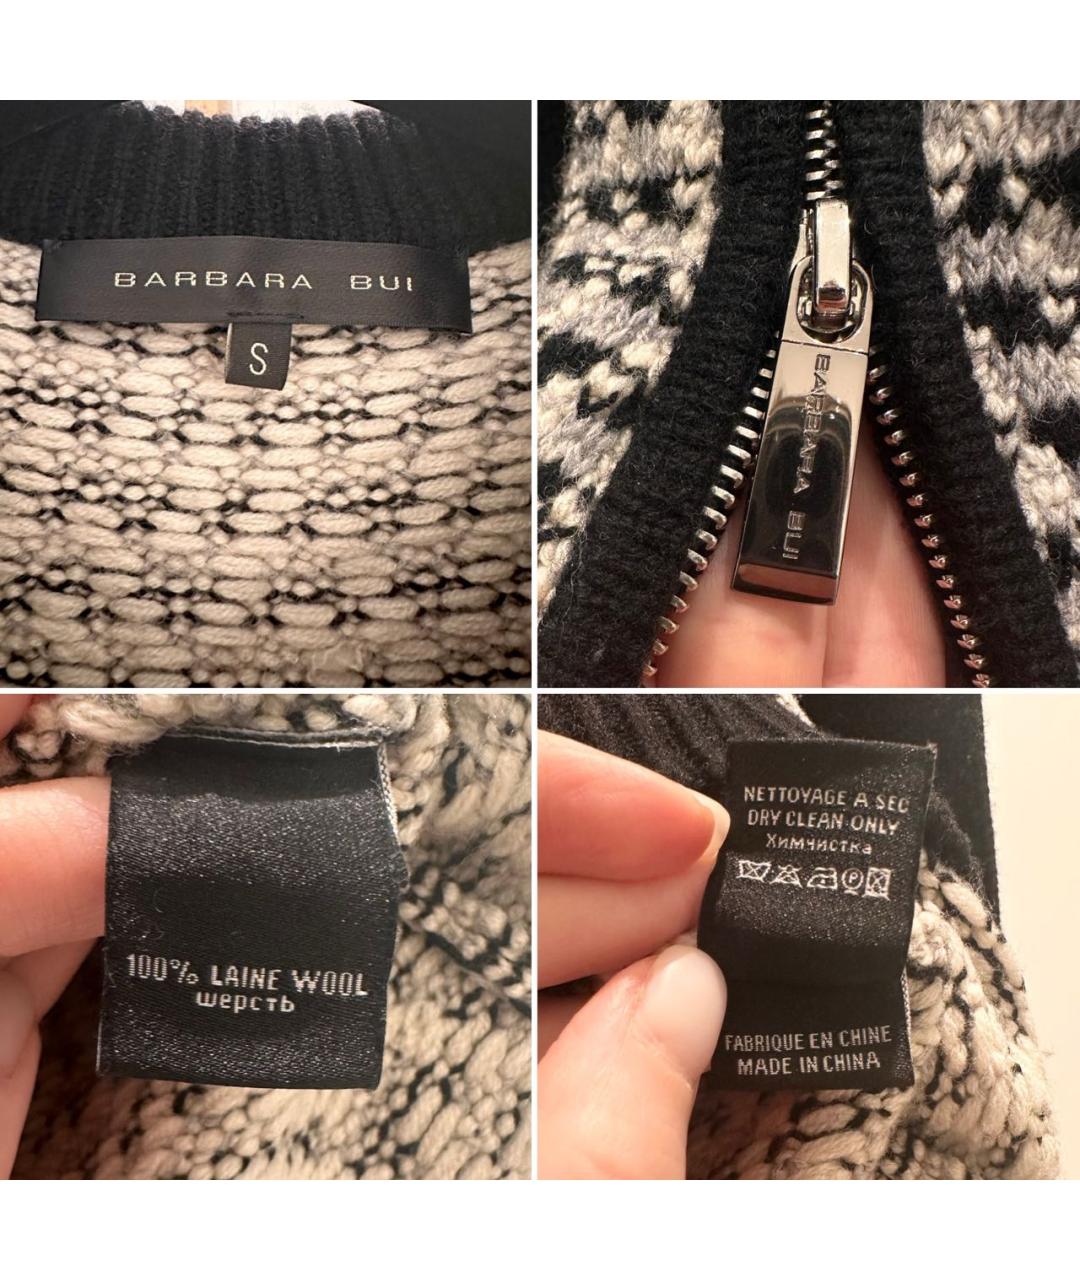 BARBARA BUI
S
BARBARA BUI
100% LAINE WOOL
шерсть
NETTOYAGE A SEC
DRY CLEAN ONLY
Химчистка
P
FABRIQUE EN CHINE
MADE IN CHINA